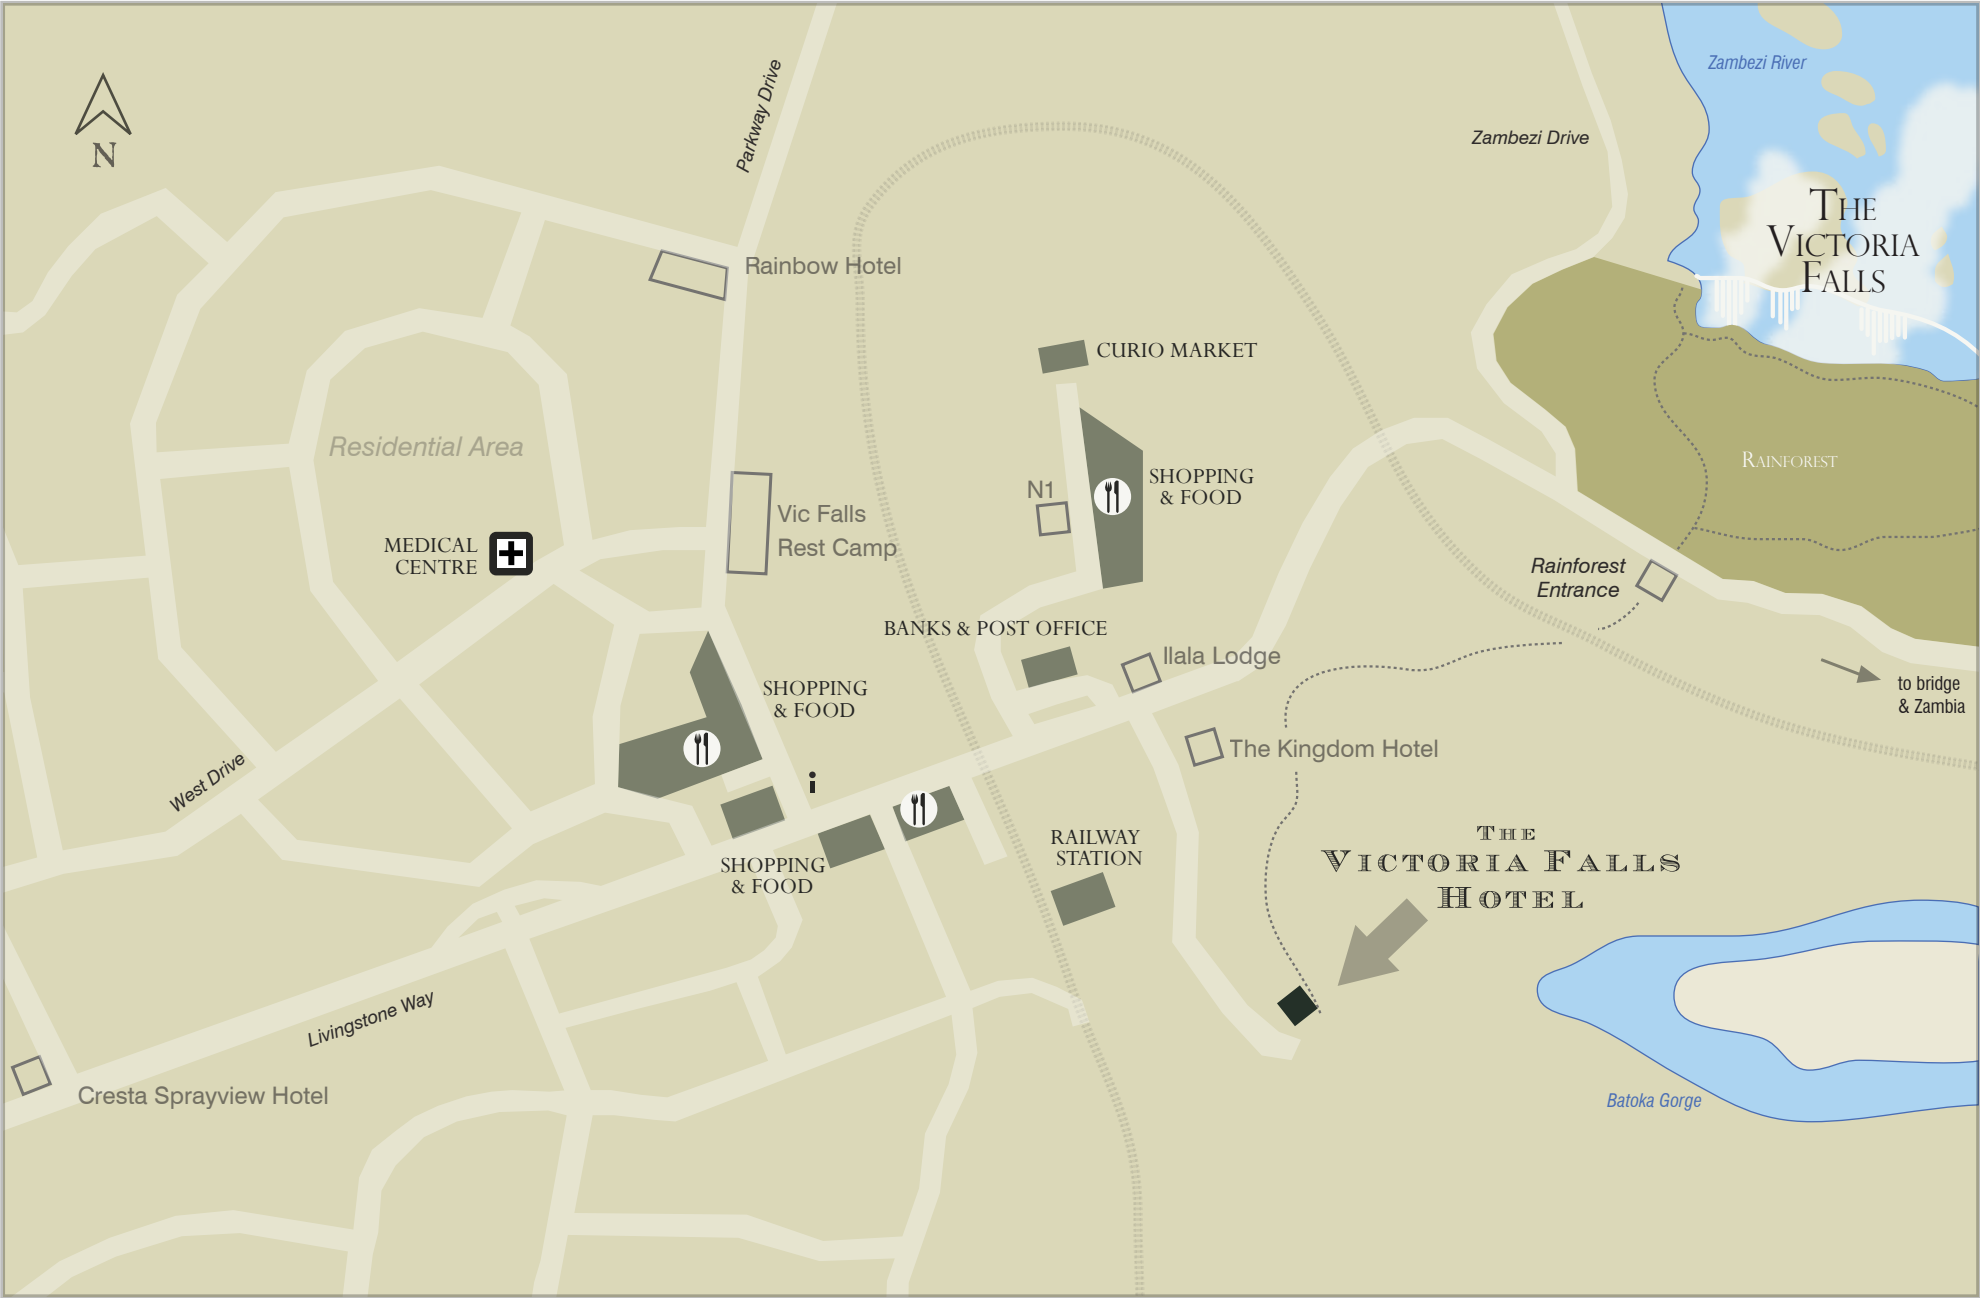 Zambezi River
Parkway Drive
Zambezi Drive
N
THE
VICTORIA
FALLS
Rainbow Hotel
CURIO MARKET
Residential Area
RAINFOREST
SHOPPING
& FOOD
N1
Vic Falls
Rest Camp
MEDICAL
CENTRE
Rainforest
Entrance
BANKS & POST OFFICE
Ilala Lodge
SHOPPING
& FOOD
to bridge
& Zambia
The Kingdom Hotel
West Drive
i
RAILWAY
STATION
THE
VICTORIA FALLS
HOTEL
SHOPPING
& FOOD
Livingstone Way
Cresta Sprayview Hotel
Batoka Gorge